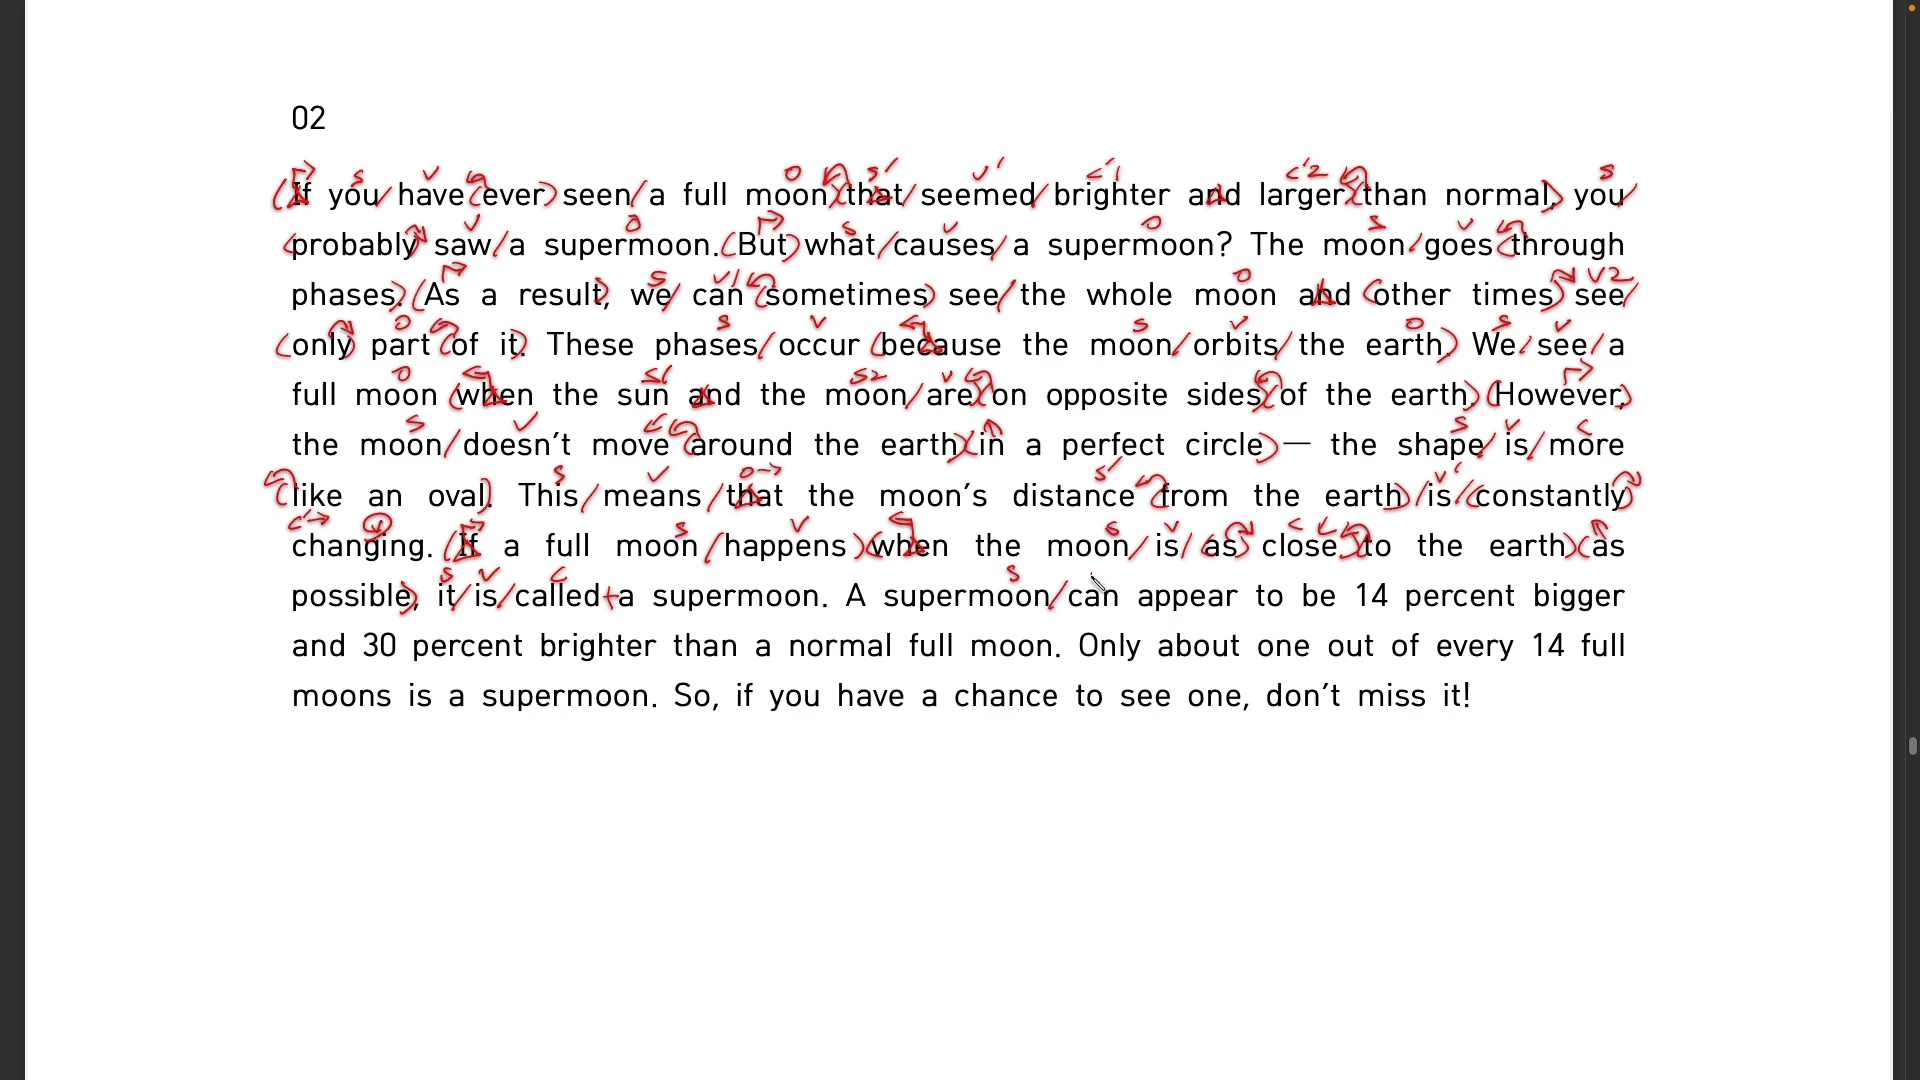 02
If you have ever seen a full moon that seemed brighter and larger than normal, you
probably saw a supermoon. But what causes a supermoon? The moon goes through
phases. As a result, we can sometimes see the whole moon and other times see
only part of it. These phases occur because the moon orbits the earth. We see a
full moon when the sun and the moon are on opposite sides of the earth. However,
the moon doesn't move around the earth in a perfect circle — the shape is more
like an oval. This means that the moon's distance from the earth is constantly
changing. If a full moon happens when the moon is as close to the earth as
possible, it is called a supermoon. A supermoon can appear to be 14 percent bigger
and 30 percent brighter than a normal full moon. Only about one out of every 14 full
moons is a supermoon. So, if you have a chance to see one, don't miss it!